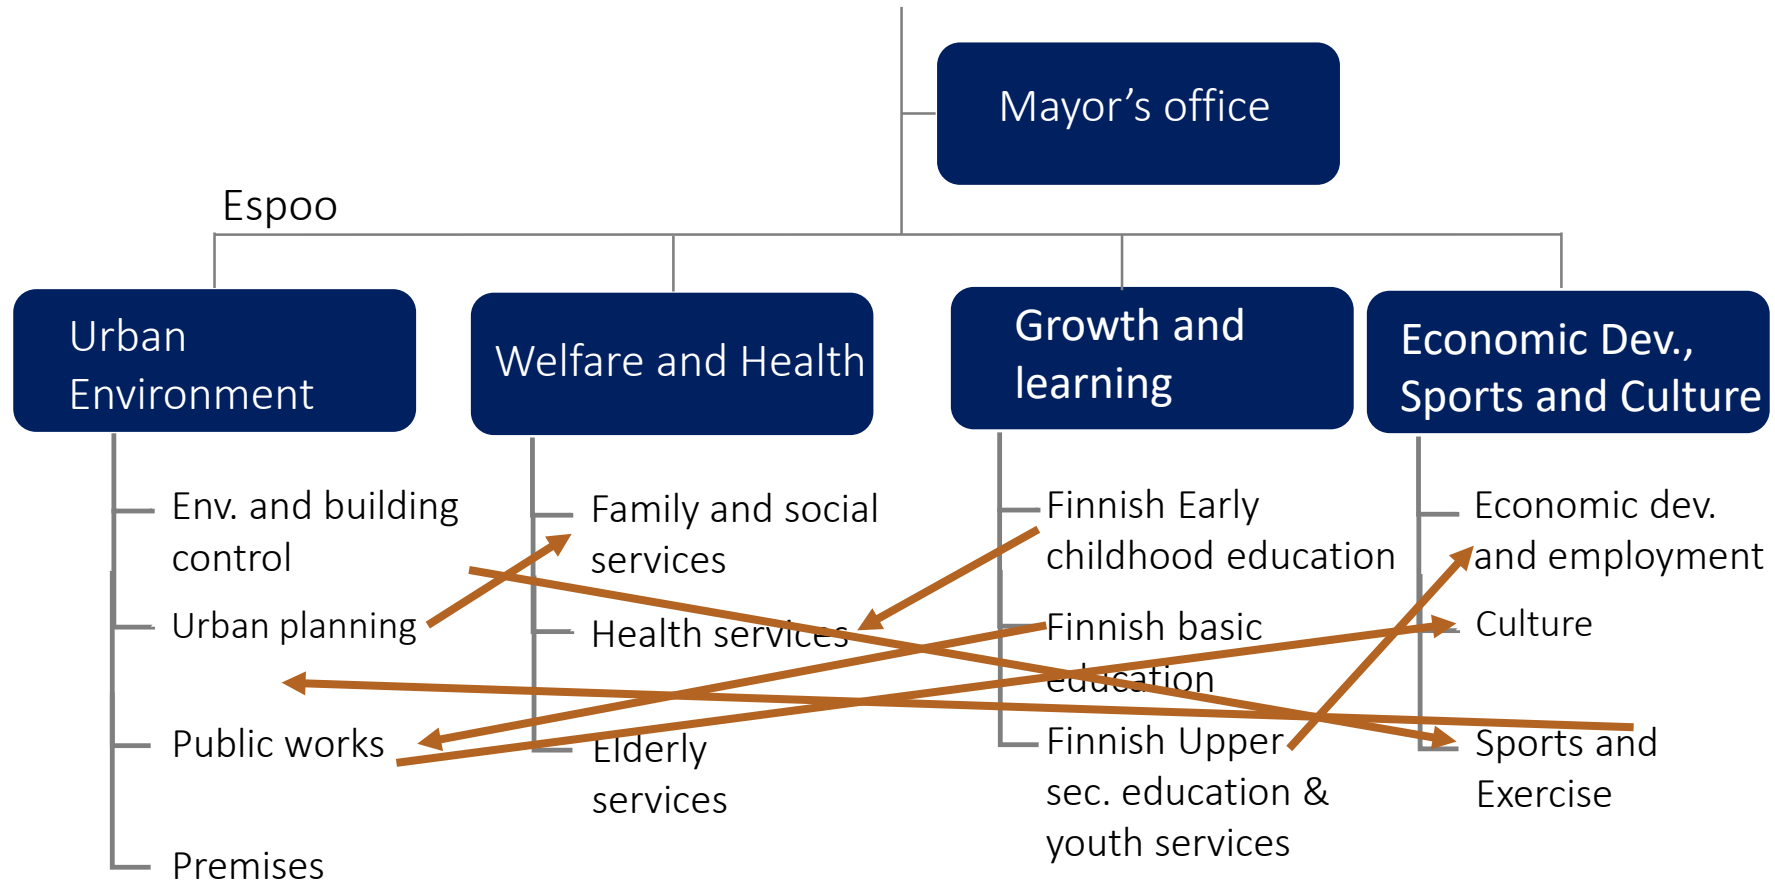 Mayor’s office
Espoo
Urban
Environment
Welfare and Health
Growth and
learning
Economic Dev.,
Sports and Culture
Env. and building
control
Urban planning
Public works
Premises
Family and social
services
Health services
Elderly
services
Finnish Early
childhood education
Finnish basic
education
Finnish Upper
sec. education &
youth services
Economic dev.
and employment
Culture
Sports and
Exercise